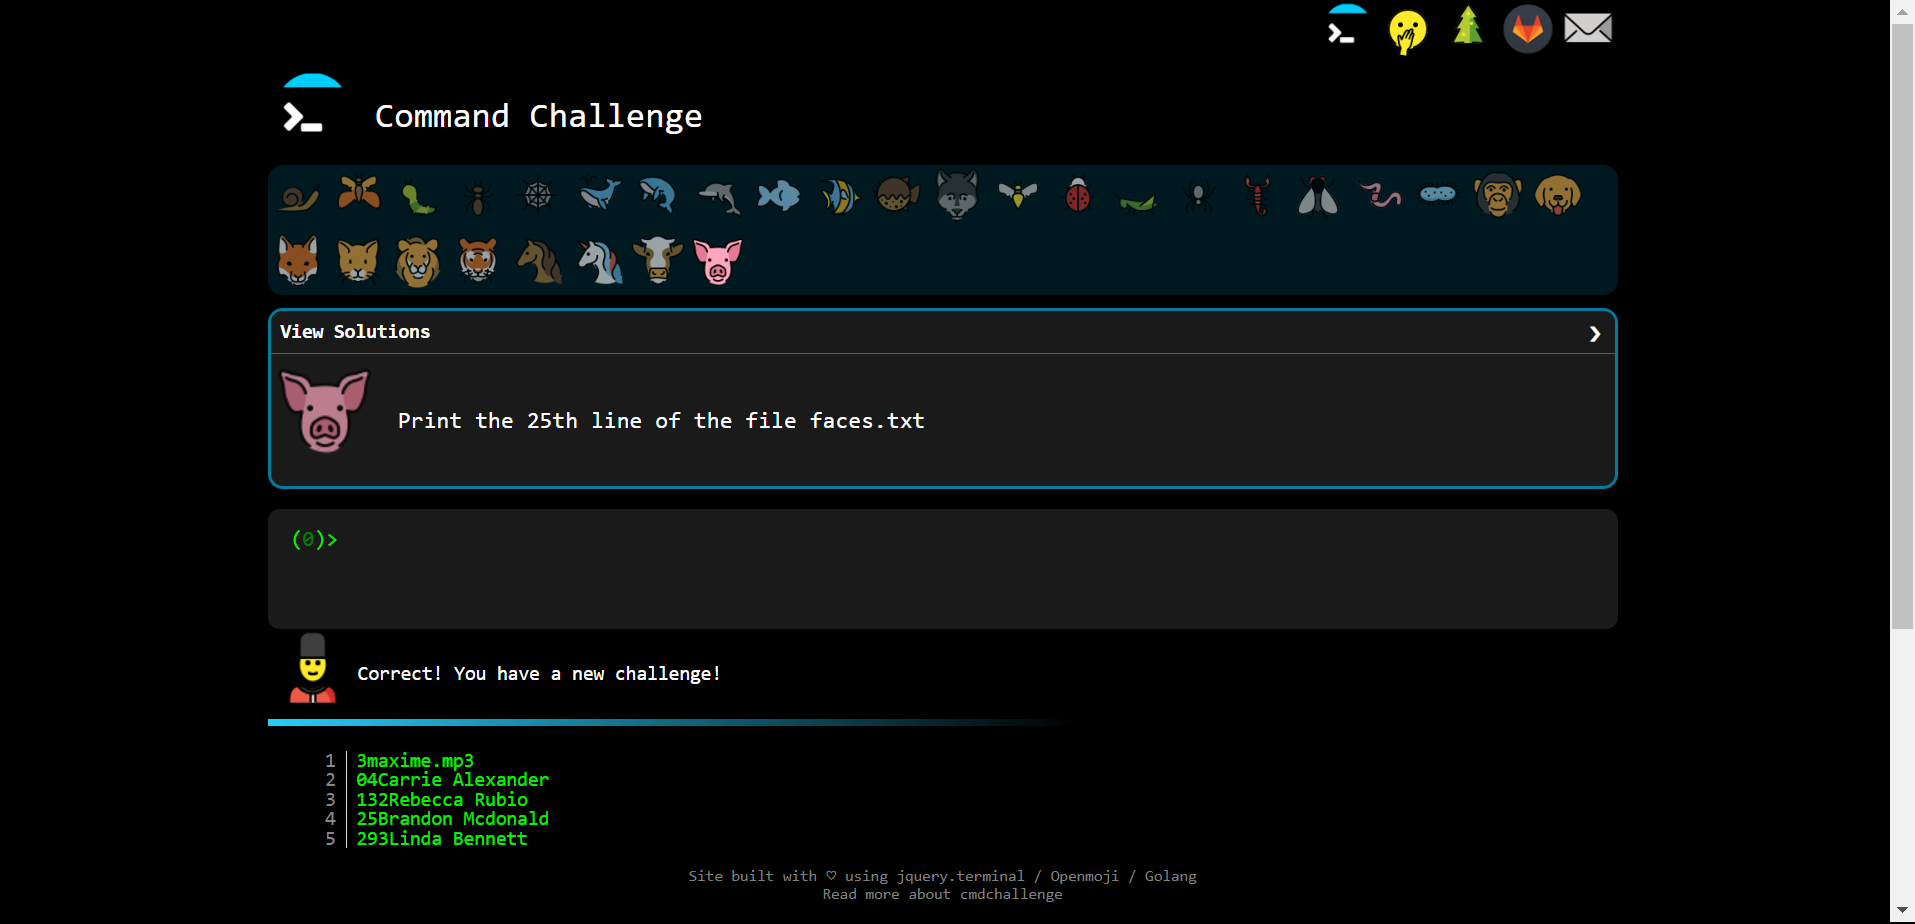 Command Challenge
View Solutions
Print the 25th line of the file faces.txt
(0)>
Correct! You have a new challenge!
1 3maxime.mp3
2 04Carrie Alexander
3 132Rebecca Rubio
4 25Brandon Mcdonald
5 293Linda Bennett
Site built with ♡ using jquery.terminal / Openmoji / Golang
Read more about cmdchallenge